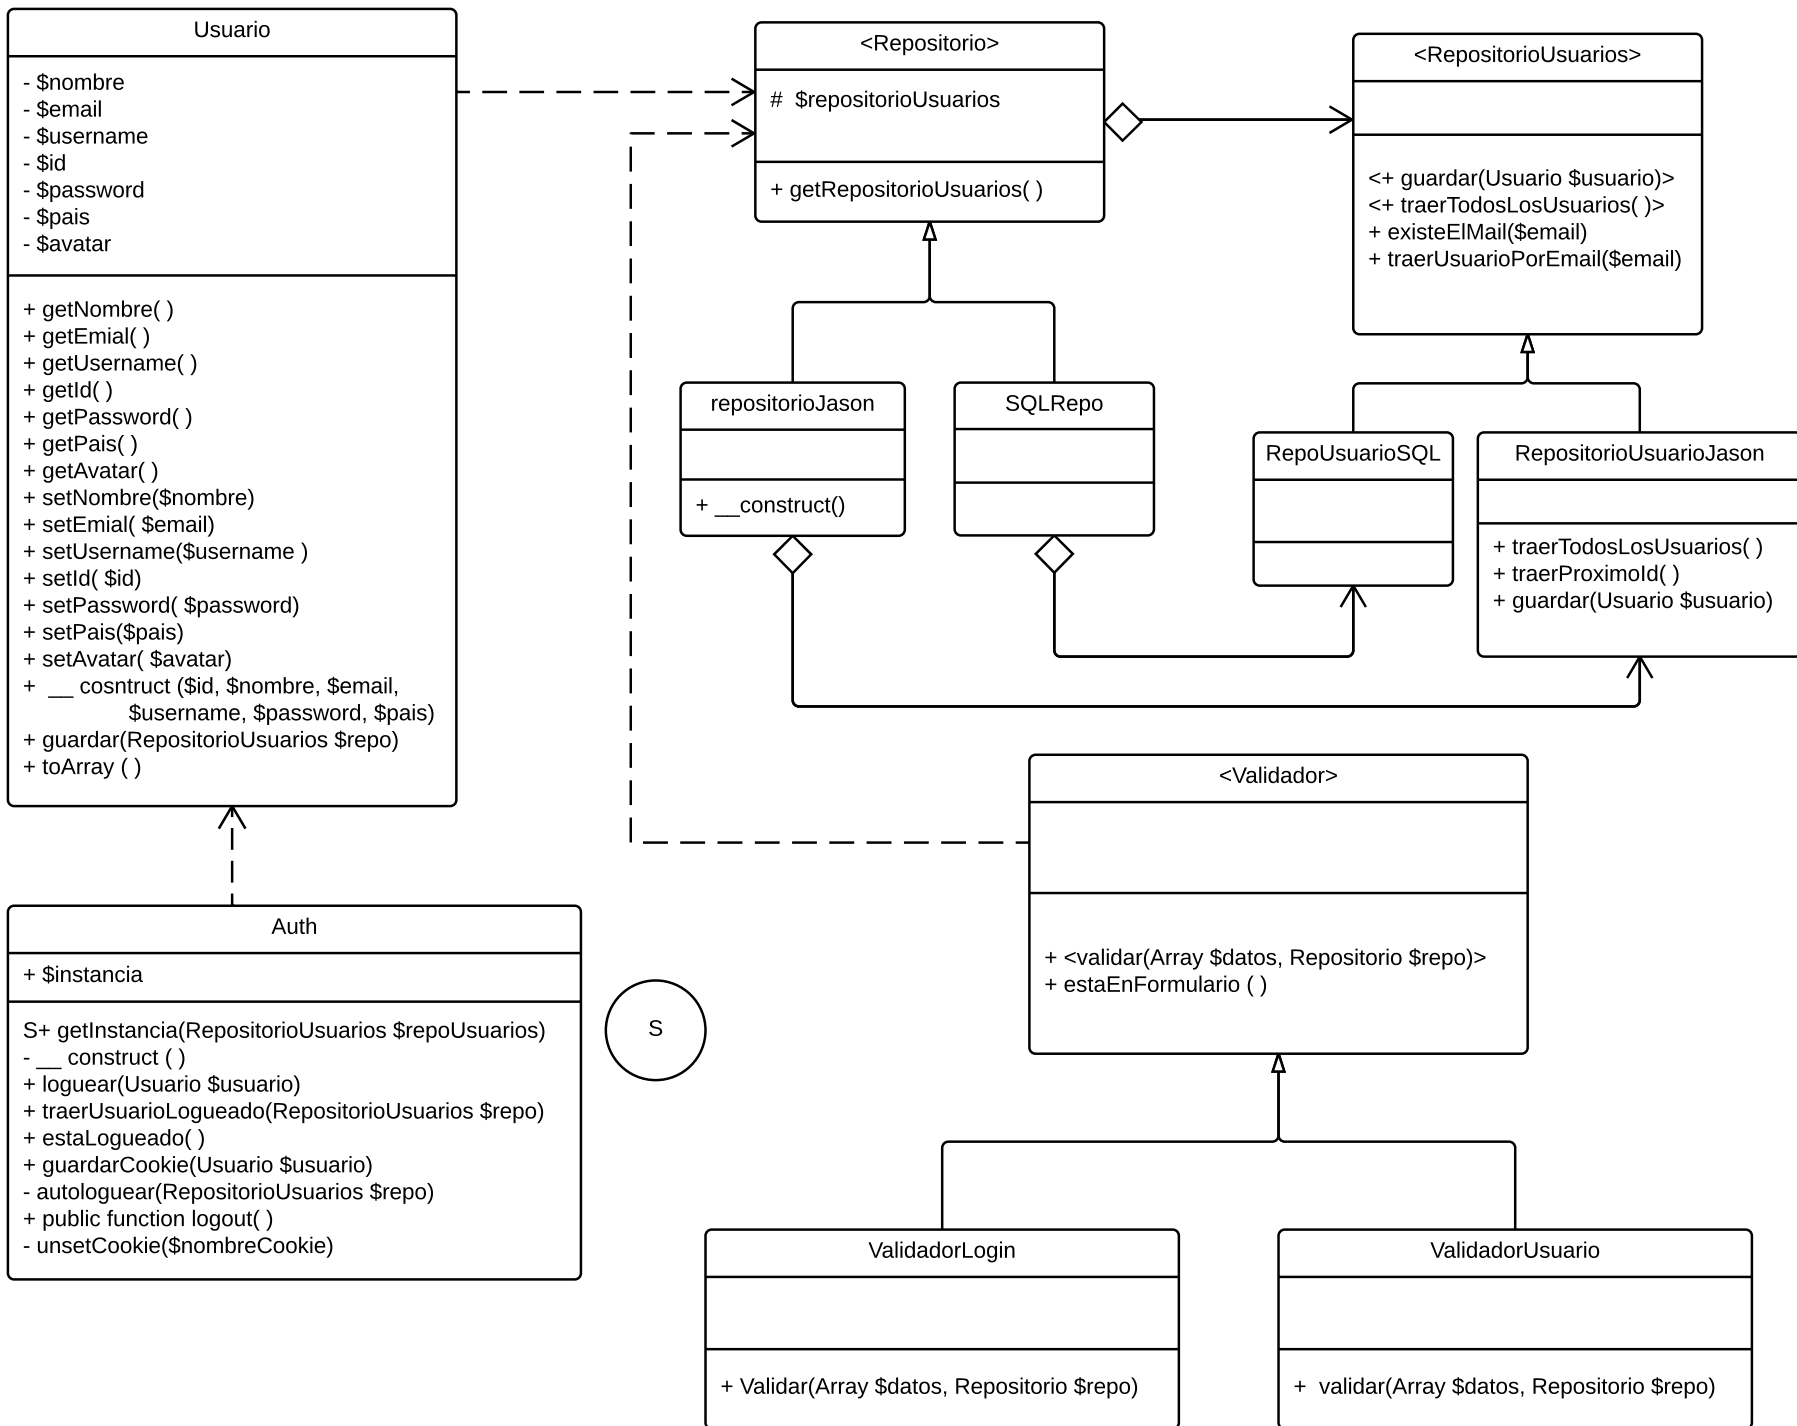 Usuario
- $nombre
- $email
- $username
- $id
- $password
- $pais
- $avatar
+ getNombre( )
+ getEmial( )
+ getUsername( )
+ getId( )
+ getPassword( )
+ getPais( )
+ getAvatar( )
+ setNombre($nombre)
+ setEmial( $email)
+ setUsername($username )
+ setId( $id)
+ setPassword( $password)
+ setPais($pais)
+ setAvatar( $avatar)
+ __ cosntruct ($id, $nombre, $email,
$username, $password, $pais)
+ guardar(RepositorioUsuarios $repo)
+ toArray ( )
<Repositorio>
# $repositorioUsuarios
+ getRepositorioUsuarios( )
<RepositorioUsuarios>
<+ guardar(Usuario $usuario)>
<+ traerTodosLosUsuarios( )>
+ existeElMail($email)
+ traerUsuarioPorEmail($email)
repositorioJason
+ __construct()
SQLRepo
RepoUsuarioSQL
RepositorioUsuarioJason
+ traerTodosLosUsuarios( )
+ traerProximoId( )
+ guardar(Usuario $usuario)
<Validador>
+ <validar(Array $datos, Repositorio $repo)>
+ estaEnFormulario ( )
Auth
+ $instancia
S+ getInstancia(RepositorioUsuarios $repoUsuarios)
- __ construct ( )
+ loguear(Usuario $usuario)
+ traerUsuarioLogueado(RepositorioUsuarios $repo)
+ estaLogueado( )
+ guardarCookie(Usuario $usuario)
- autologuear(RepositorioUsuarios $repo)
+ public function logout( )
- unsetCookie($nombreCookie)
S
ValidadorLogin
+ Validar(Array $datos, Repositorio $repo)
ValidadorUsuario
+ validar(Array $datos, Repositorio $repo)